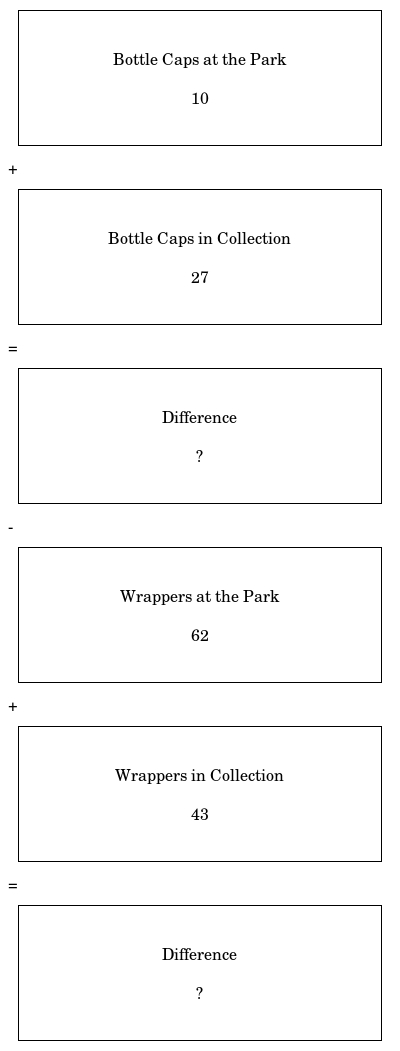 Bottle Caps at the Park
10
+
Bottle Caps in Collection
27
=
Difference
?
-
Wrappers at the Park
62
+
Wrappers in Collection
43
=
Difference
?